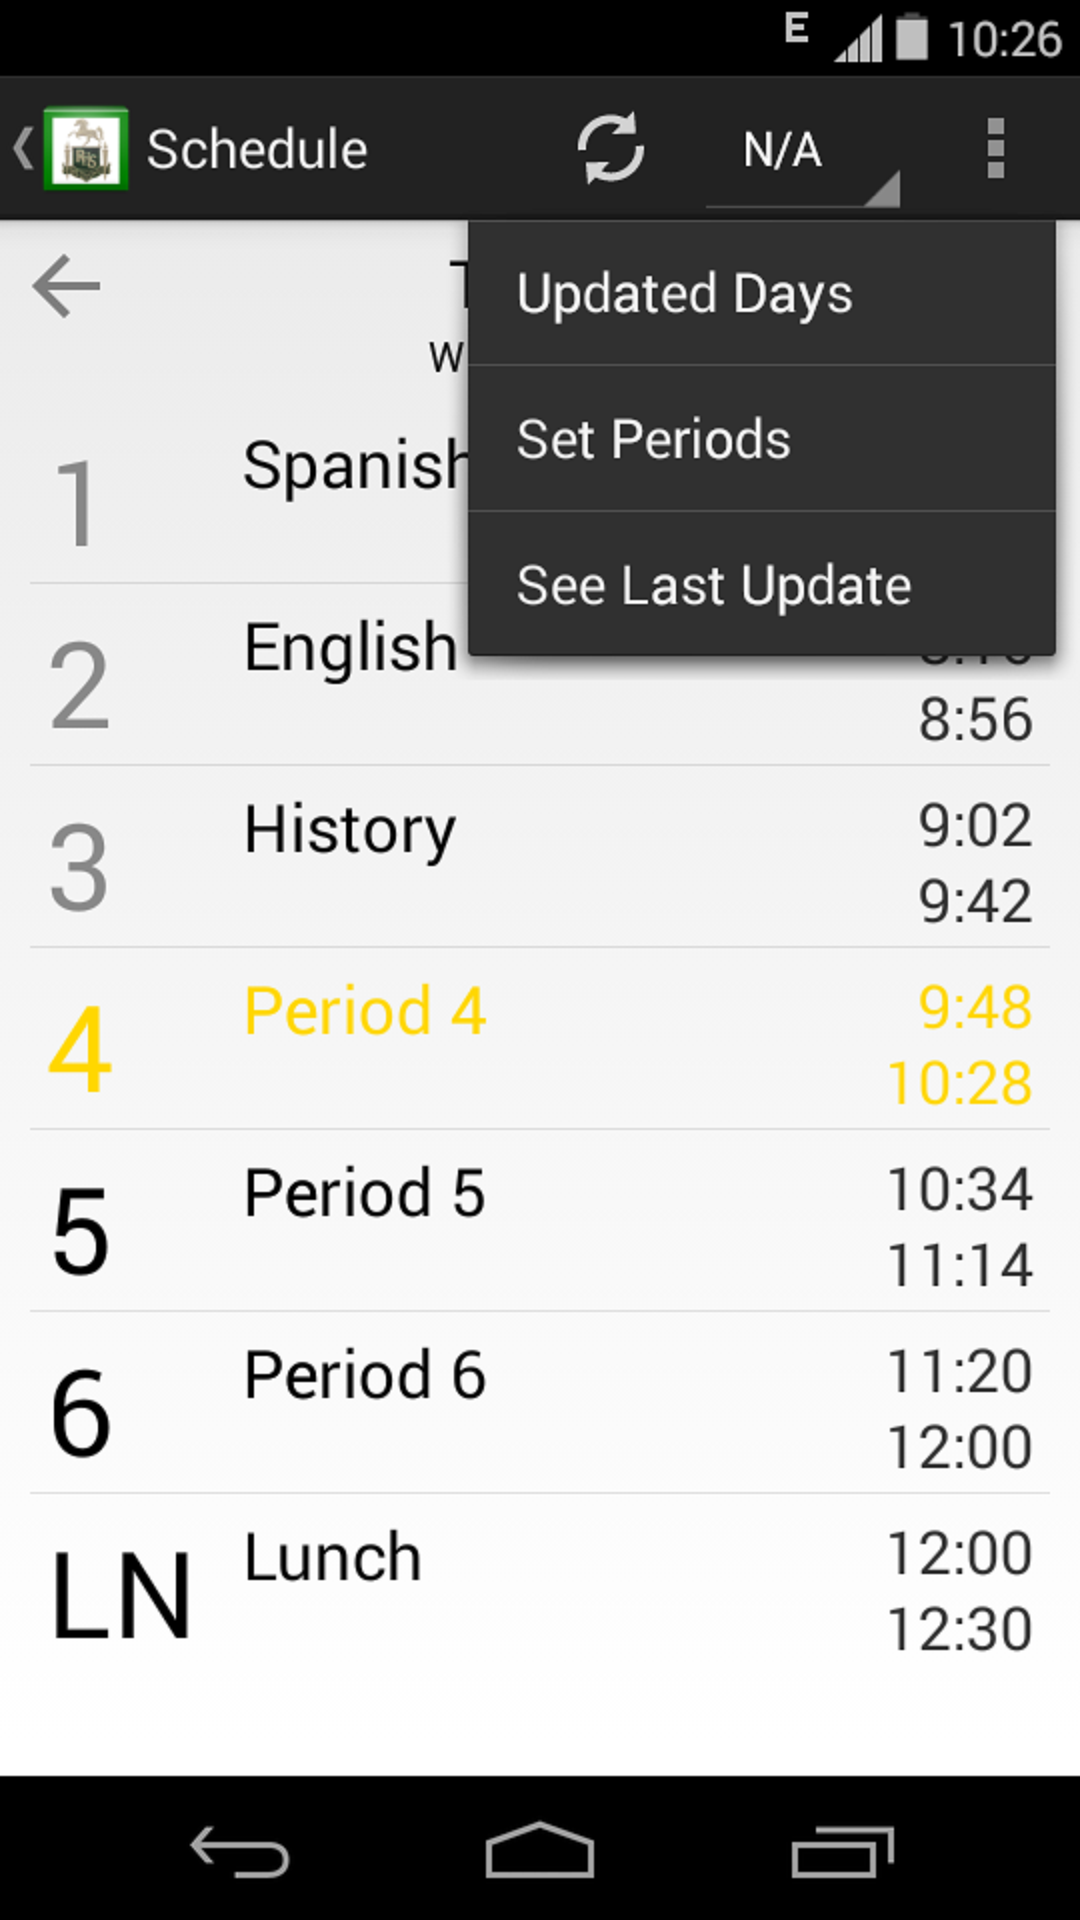 E 10:26
Schedule N/A
Updated Days
Set Periods
See Last Update
1 Spanish
2 English
8:56
3 History 9:02
9:42
4 Period 4 9:48
10:28
5 Period 5 10:34
11:14
6 Period 6 11:20
12:00
LN Lunch 12:00
12:30